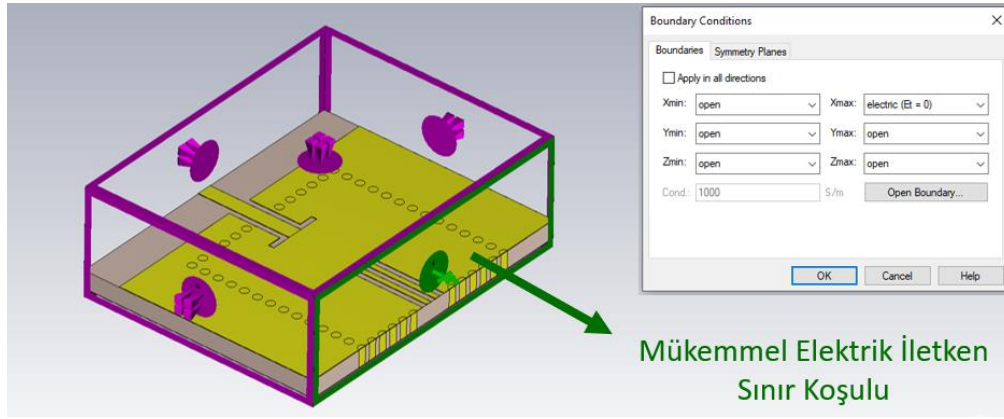 Boundary Conditions
Boundaries Symmetry Planes
Apply in all directions
Xmin: open Xmax: electric (Et = 0)
Ymin: open Ymax: open
Zmin: open Zmax: open
Cond.: 1000 S/m Open Boundary...
OK Cancel Help
Mükemmel Elektrik İletken
Sınır Koşulu